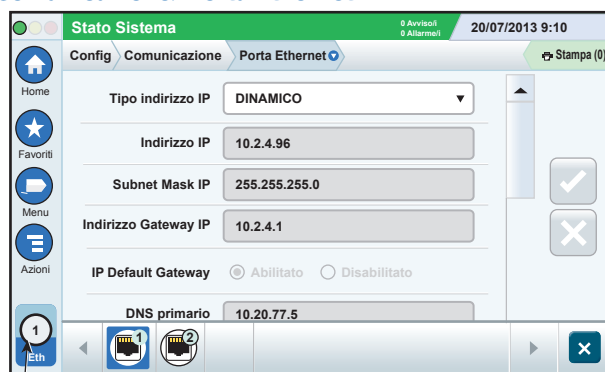 Stato Sistema
0 Avviso/i
0 Allarme/i
20/07/2013 9:10
Config Comunicazione Porta Ethernet
Stampa (0)
Home
Favoriti
Menu
Azioni
Tipo indirizzo IP DINAMICO
Indirizzo IP 10.2.4.96
Subnet Mask IP 255.255.255.0
Indirizzo Gateway IP 10.2.4.1
IP Default Gateway Abilitato Disabilitato
DNS primario 10.20.77.5
1
Eth
1
2